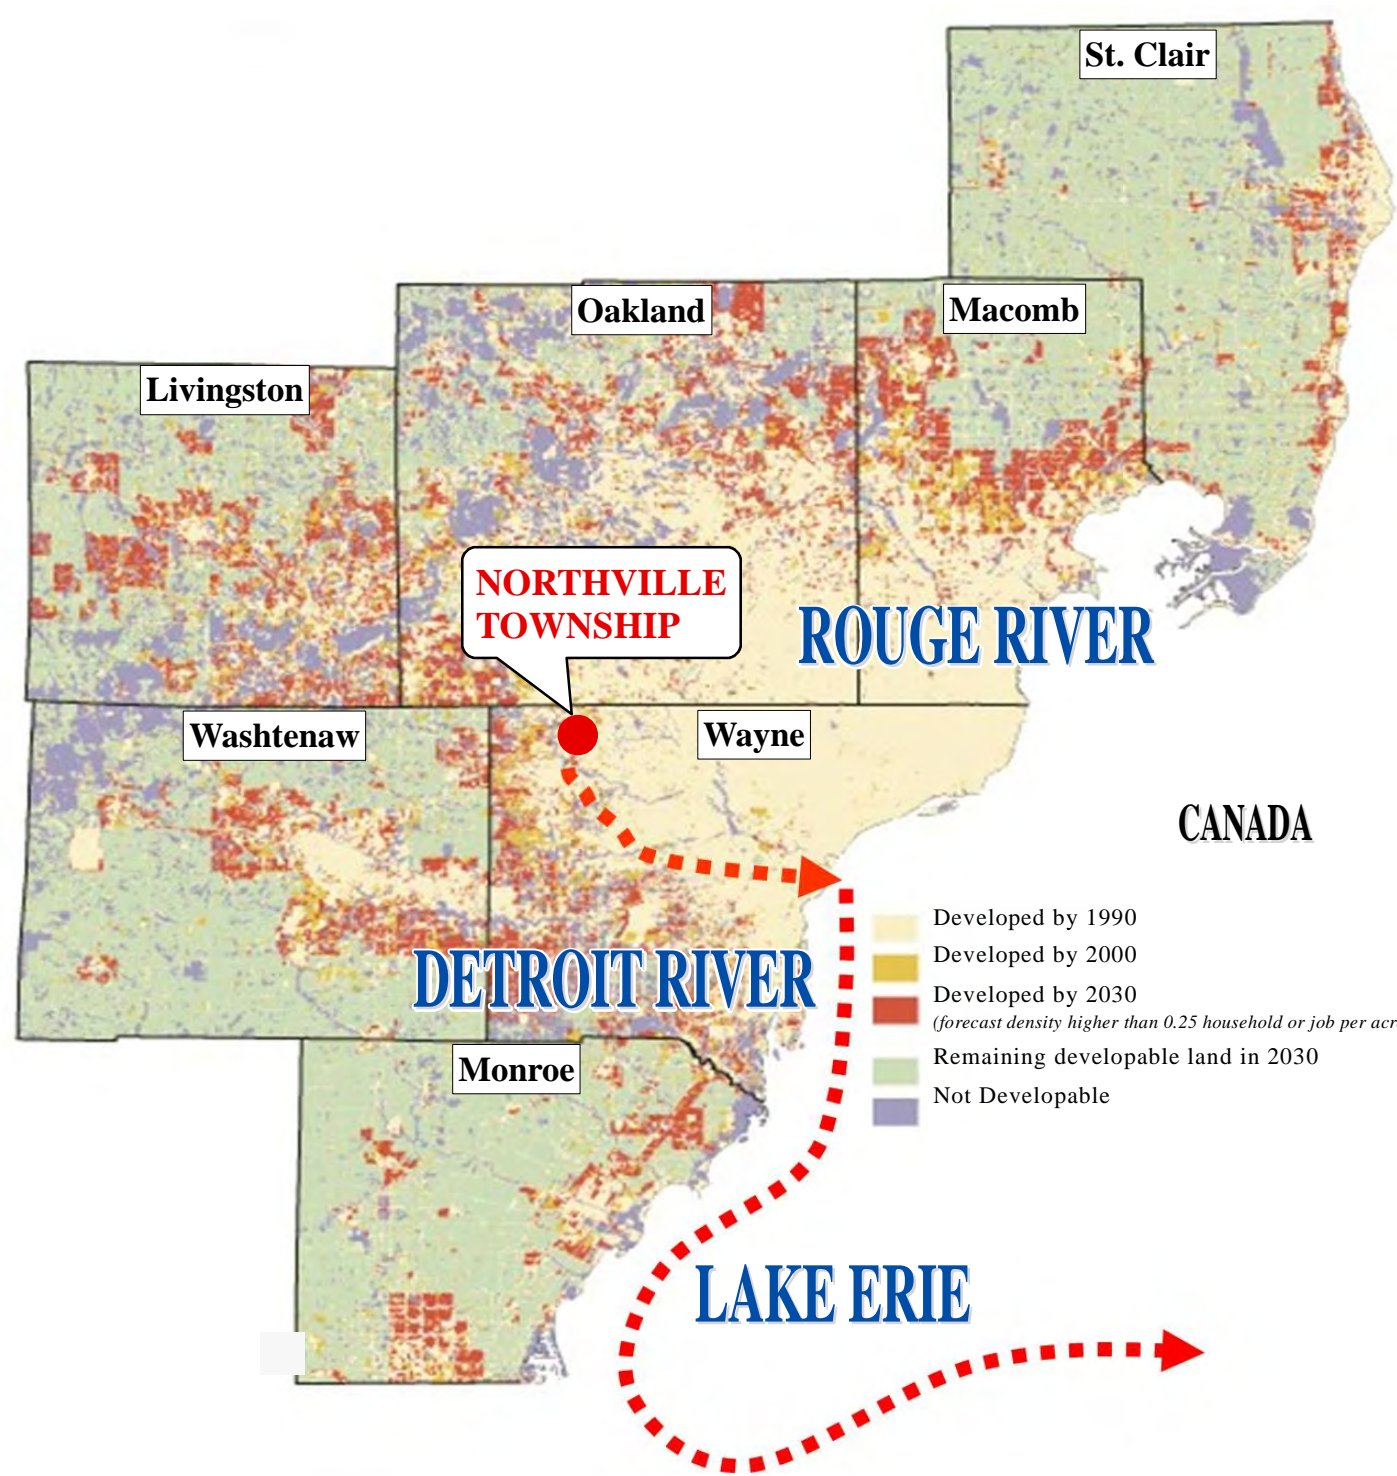 St. Clair
Oakland
Macomb
Livingston
NORTHVILLE
TOWNSHIP
ROUGE RIVER
Washtenaw
Wayne
CANADA
Developed by 1990
Developed by 2000
DETROIT RIVER
Developed by 2030
(forecast density higher than 0.25 household or job per acr
Remaining developable land in 2030
Monroe
Not Developable
LAKE ERIE